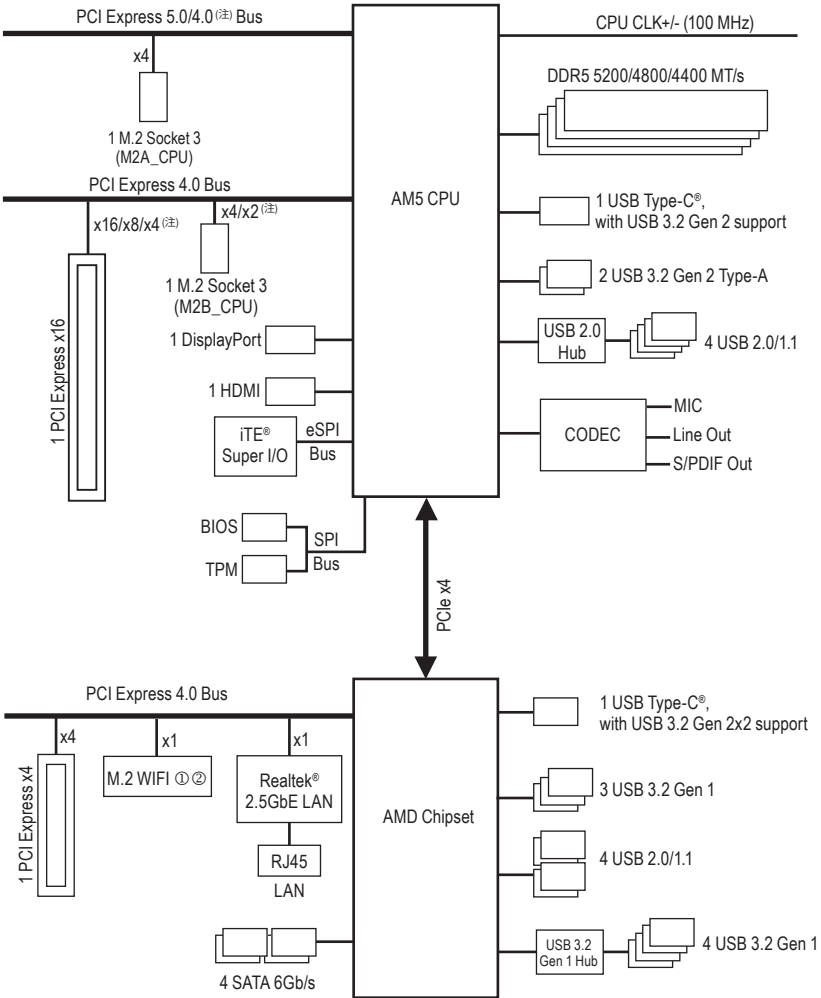 PCI Express 5.0/4.0 (注) Bus
x4
1 M.2 Socket 3
(M2A_CPU)
PCI Express 4.0 Bus
x16/x8/x4 (注)
x4/x2 (注)
1 M.2 Socket 3
(M2B_CPU)
1 PCI Express x16
1 DisplayPort
1 HDMI
iTE®
Super I/O
eSPI
Bus
BIOS
TPM
SPI
Bus
AM5 CPU
CPU CLK+/- (100 MHz)
DDR5 5200/4800/4400 MT/s
1 USB Type-C®,
with USB 3.2 Gen 2 support
2 USB 3.2 Gen 2 Type-A
USB 2.0
Hub
4 USB 2.0/1.1
CODEC
MIC
Line Out
S/PDIF Out
PCIe x4
PCI Express 4.0 Bus
x4
x1
x1
1 PCI Express x4
M.2 WIFI ①②
Realtek®
2.5GbE LAN
RJ45
LAN
4 SATA 6Gb/s
AMD Chipset
1 USB Type-C®,
with USB 3.2 Gen 2x2 support
3 USB 3.2 Gen 1
4 USB 2.0/1.1
USB 3.2
Gen 1 Hub
4 USB 3.2 Gen 1